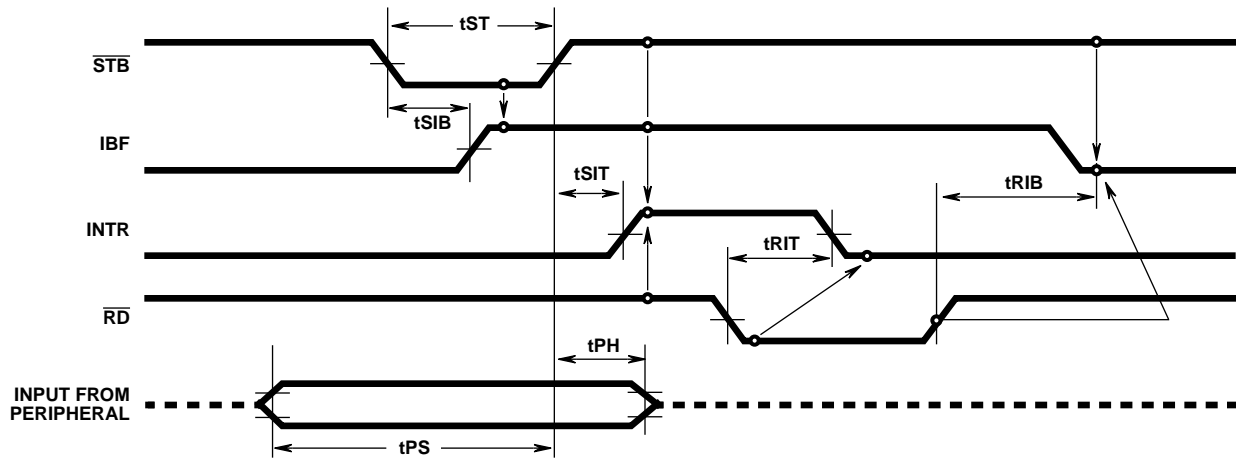 tST
STB
tSIB
IBF
tSIT
tRIB
INTR
tRIT
RD
tPH
INPUT FROM
PERIPHERAL
tPS